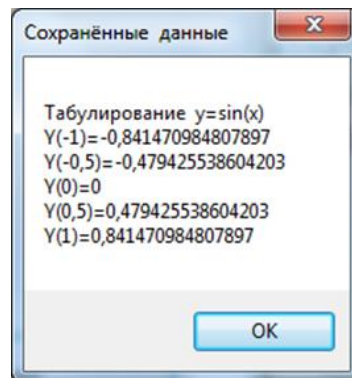 Сохранённые данные
Табулирование y=sin(x)
Y(-1)=-0,841470984807897
Y(-0,5)=-0,479425538604203
Y(0)=0
Y(0,5)=0,479425538604203
Y(1)=0,841470984807897
OK